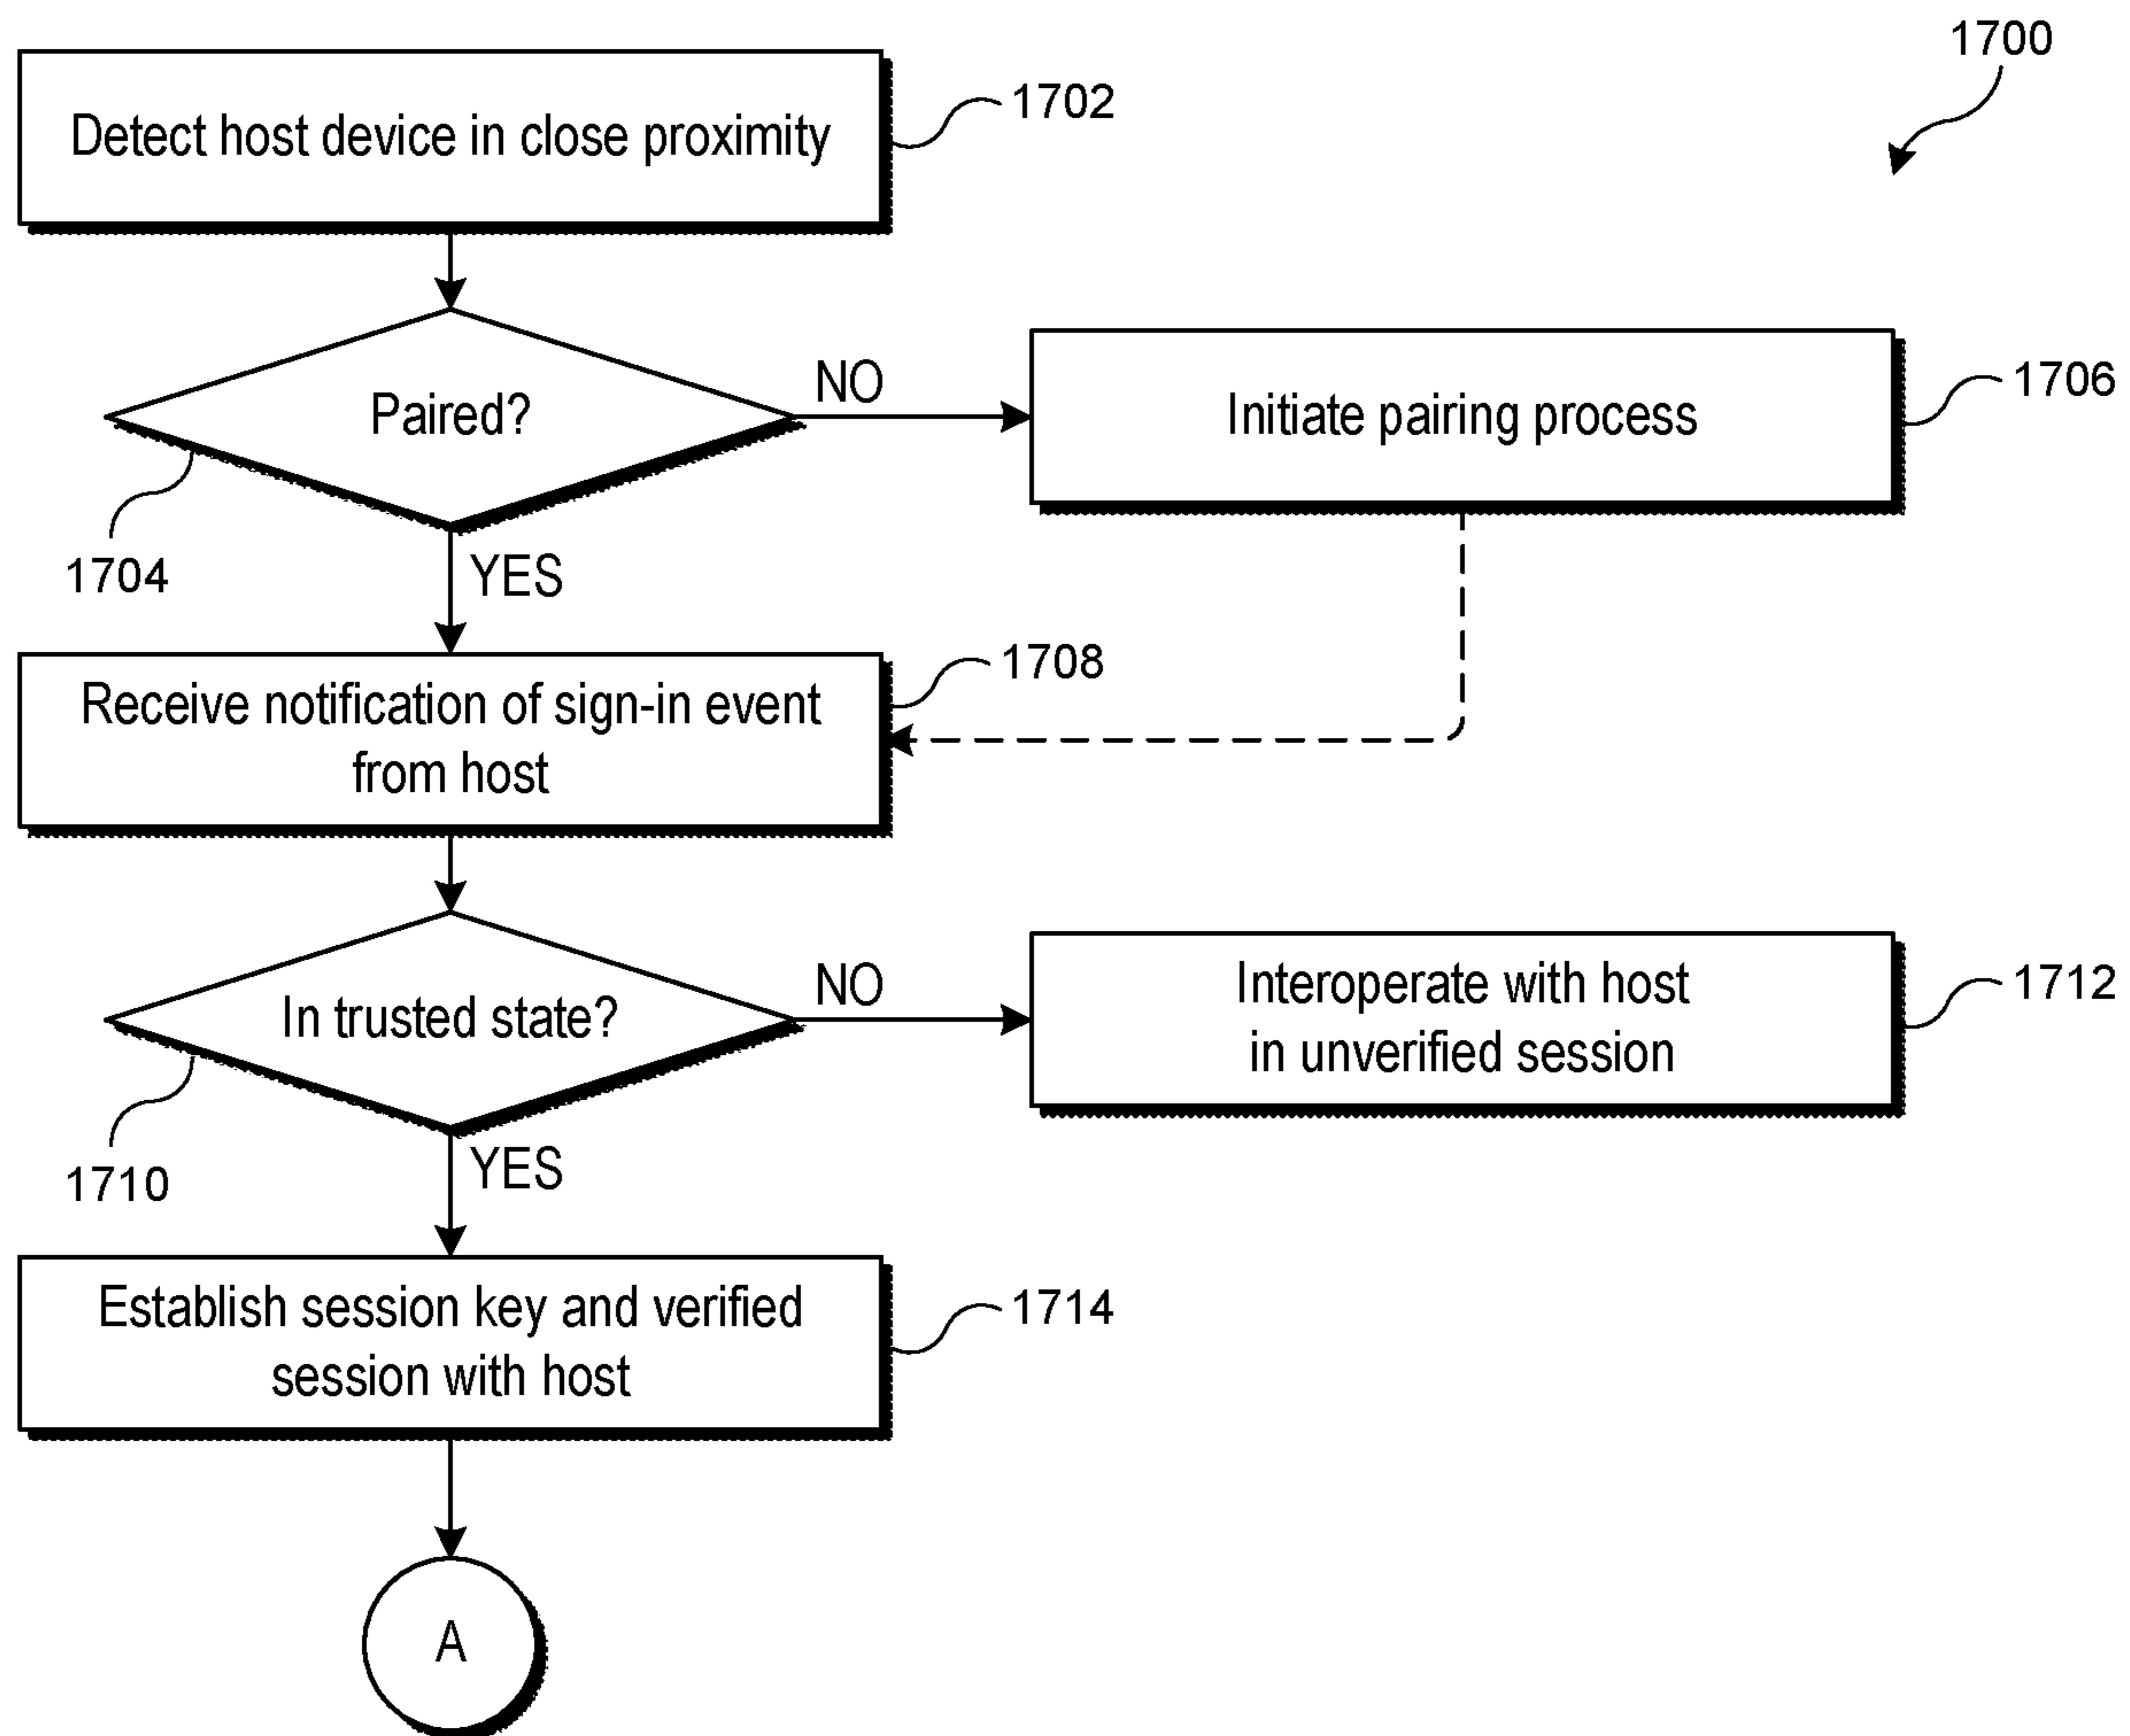 1700
Detect host device in close proximity
1702
Paired?
NO
Initiate pairing process
1706
1704
YES
Receive notification of sign-in event
from host
1708
In trusted state?
NO
Interoperate with host
in unverified session
1712
1710
YES
Establish session key and verified
session with host
1714
A